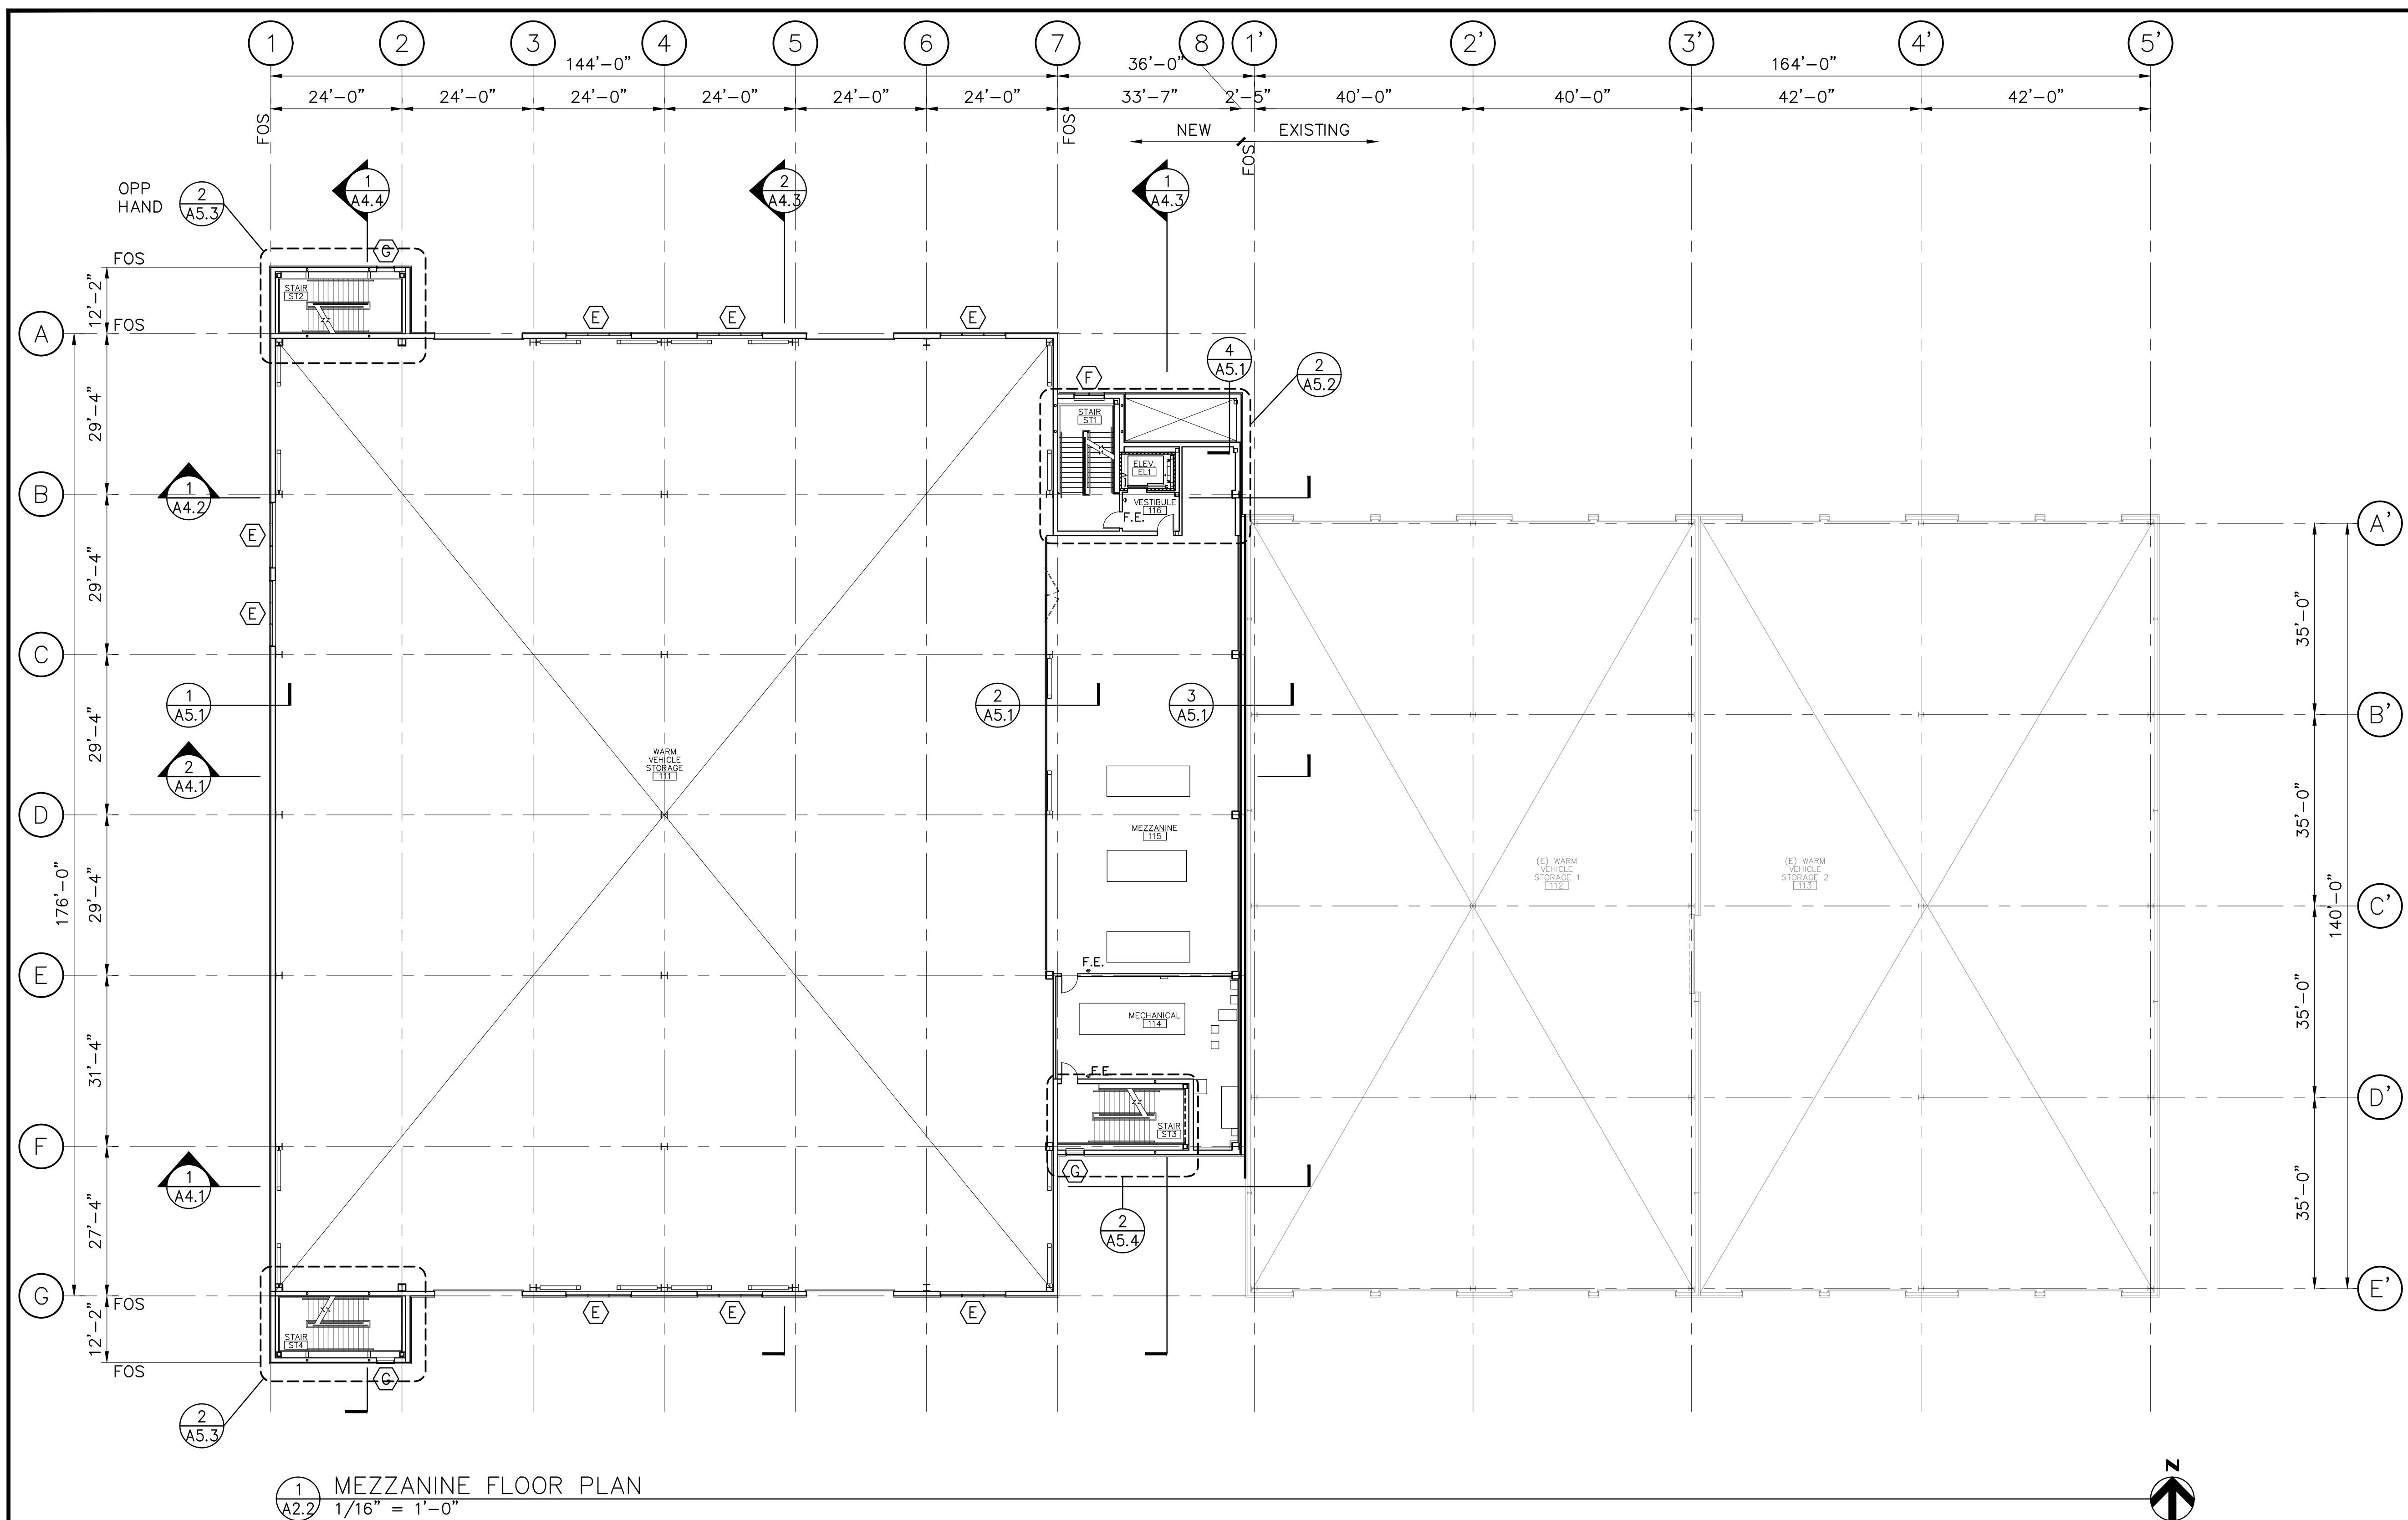 1 2 3 4 5 6 7 8 1' 2' 3' 4' 5'
144'-0" 36'-0" 164'-0"
24'-0" 24'-0" 24'-0" 24'-0" 24'-0" 24'-0" 33'-7" 2'-5" 40'-0" 40'-0" 42'-0" 42'-0"
FOS FOS FOS
NEW EXISTING
OPP
HAND
2
A5.3
1
A4.4
2
A4.3
1
A4.3
G
FOS
12'-2"
FOS
STAIR
ST2
E E E
A
4
A5.1
2
A5.2
F
STAIR
ST1
29'-4"
ELEV.
EL1
VESTIBULE
116
F.E.
B
1
A4.2
A'
E
29'-4"
E
35'-0"
C
1
A5.1
2
A5.1
3
A5.1
B'
29'-4"
WARM
VEHICLE
STORAGE
111
2
A4.1
35'-0"
D
MEZZANINE
115
(E) WARM
VEHICLE
STORAGE 1
112
(E) WARM
VEHICLE
STORAGE 2
113
176'-0"
29'-4"
140'-0"
C'
F.E.
E
35'-0"
MECHANICAL
114
31'-4"
F.E.
D'
STAIR
ST3
F
G
1
A4.1
27'-4"
35'-0"
2
A5.4
G
FOS
E E E
E'
STAIR
ST4
12'-2"
FOS
G
2
A5.3
1
A2.2
MEZZANINE FLOOR PLAN
1/16" = 1'-0"
N